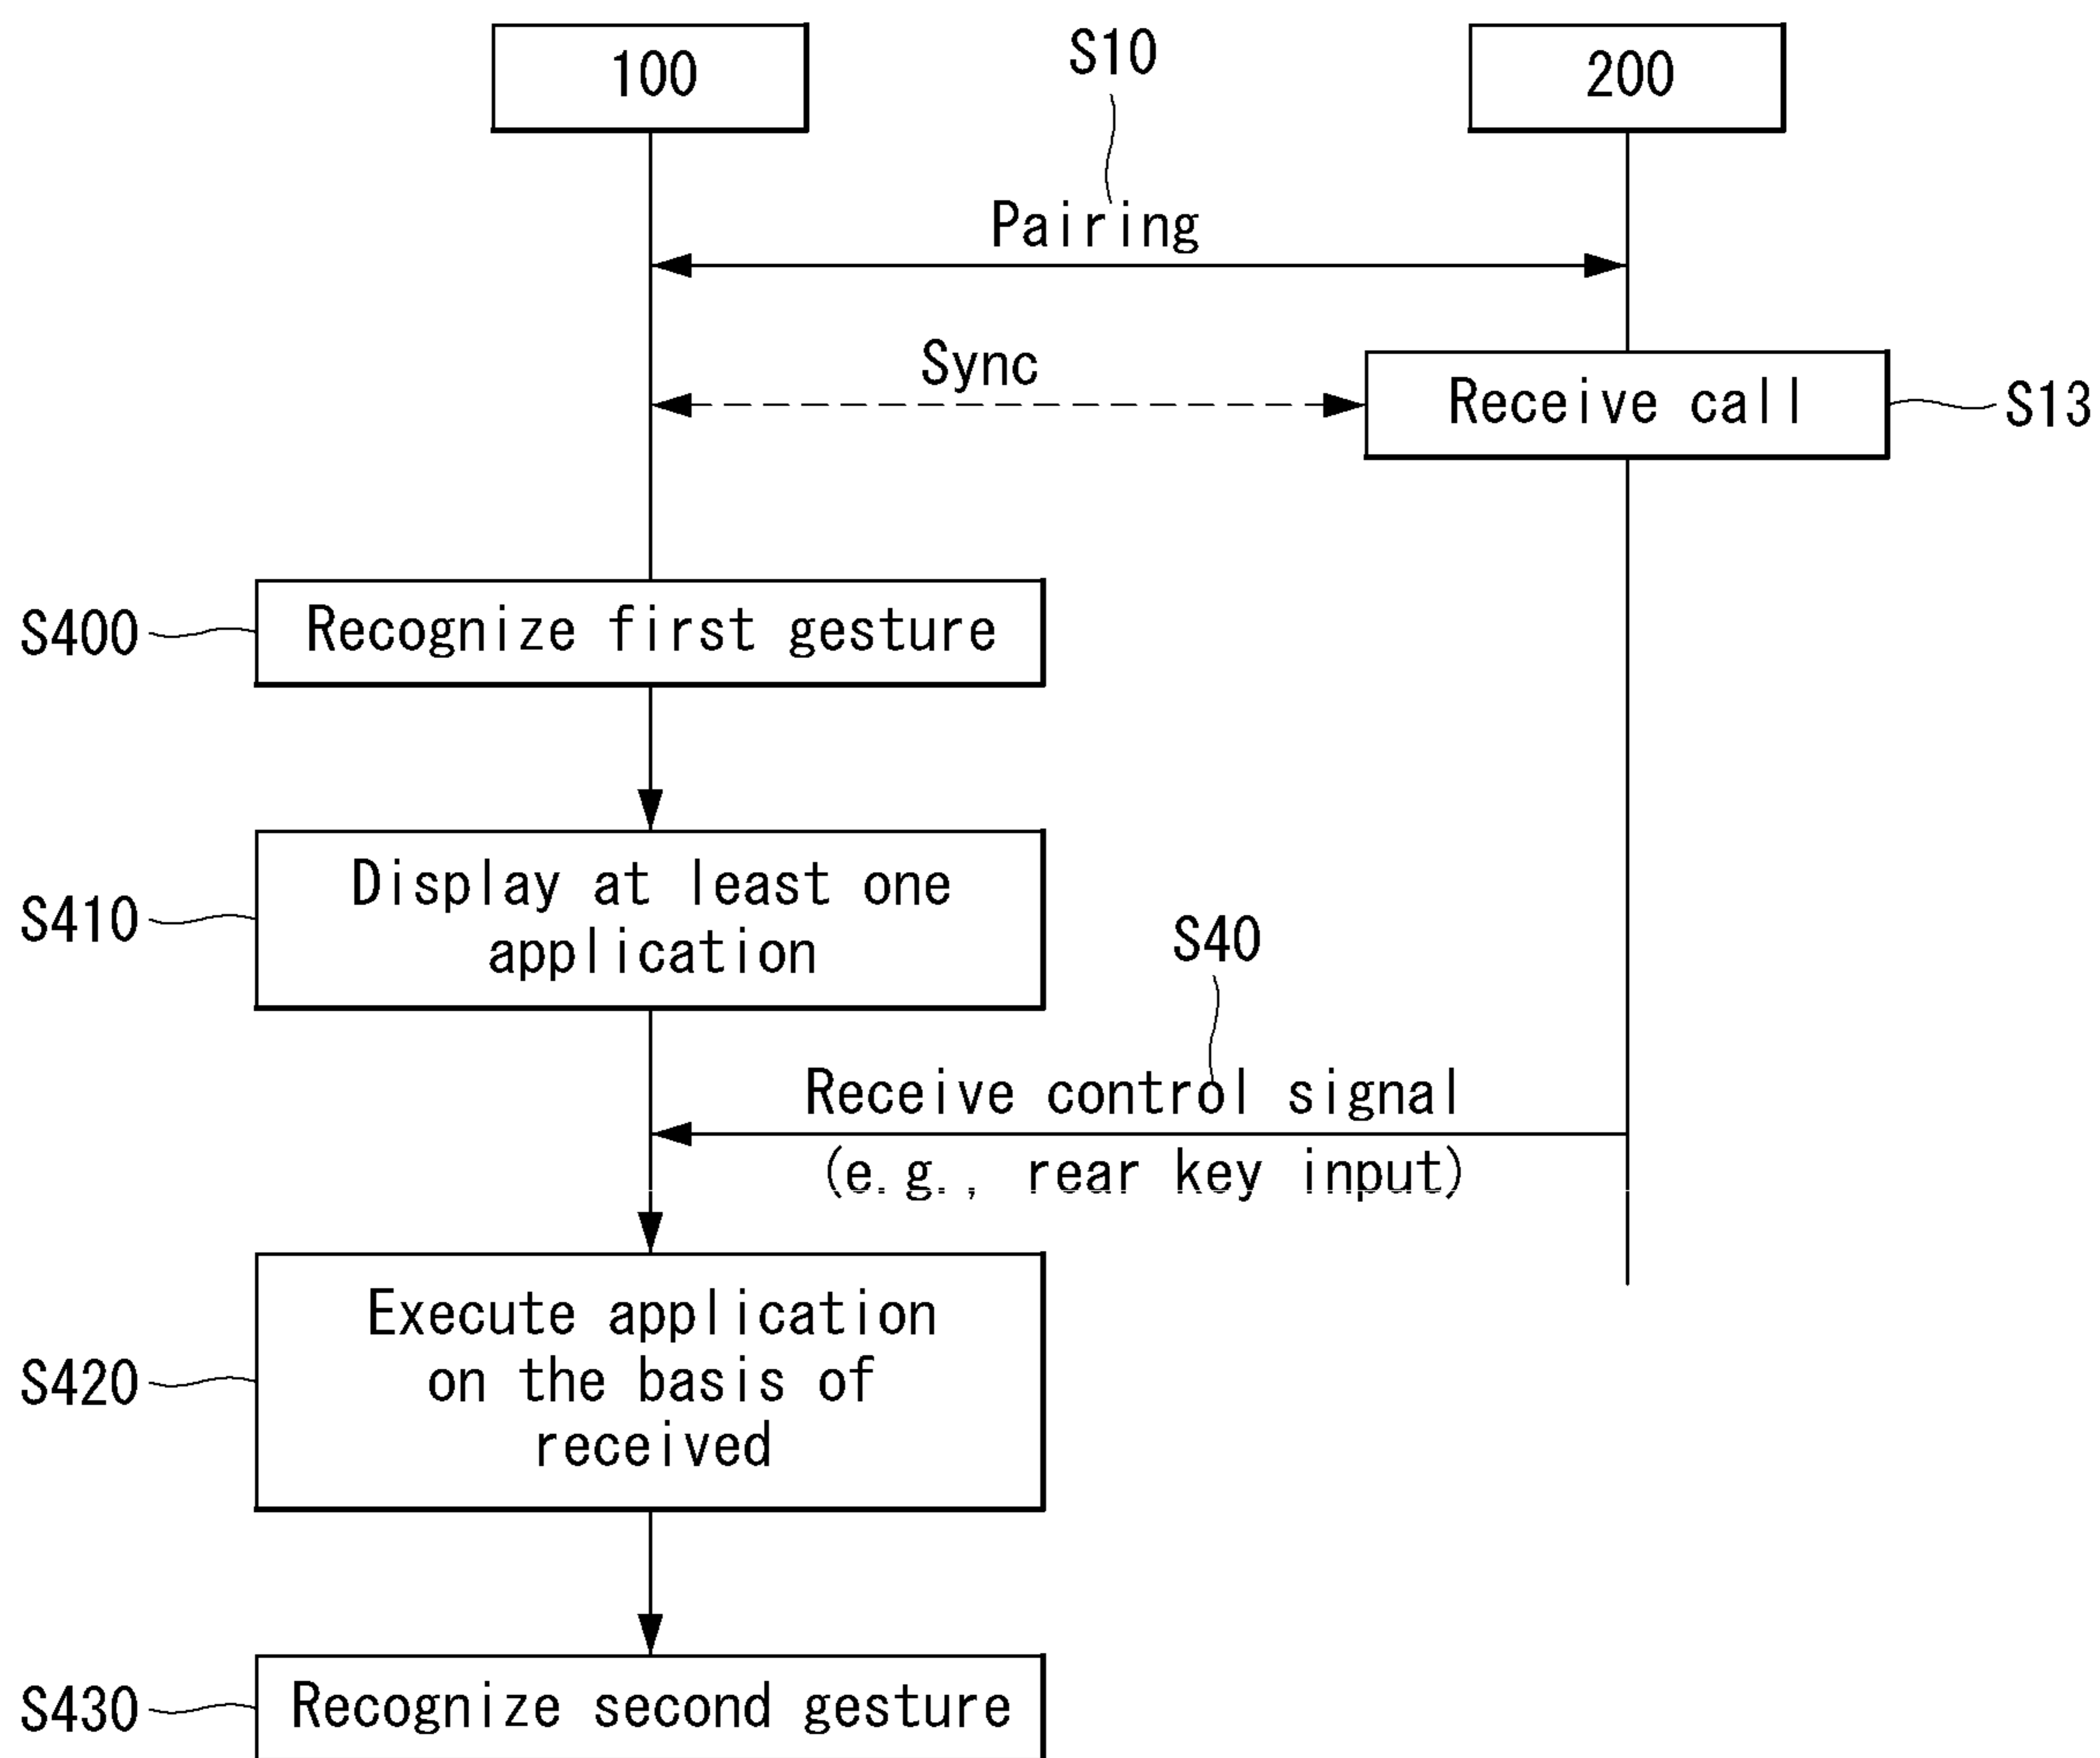 100
S10
200
Pairing
Sync
Receive call
S13
S400
Recognize first gesture
S410
Display at least one
application
S40
Receive control signal
(e.g., rear key input)
S420
Execute application
on the basis of
received
S430
Recognize second gesture